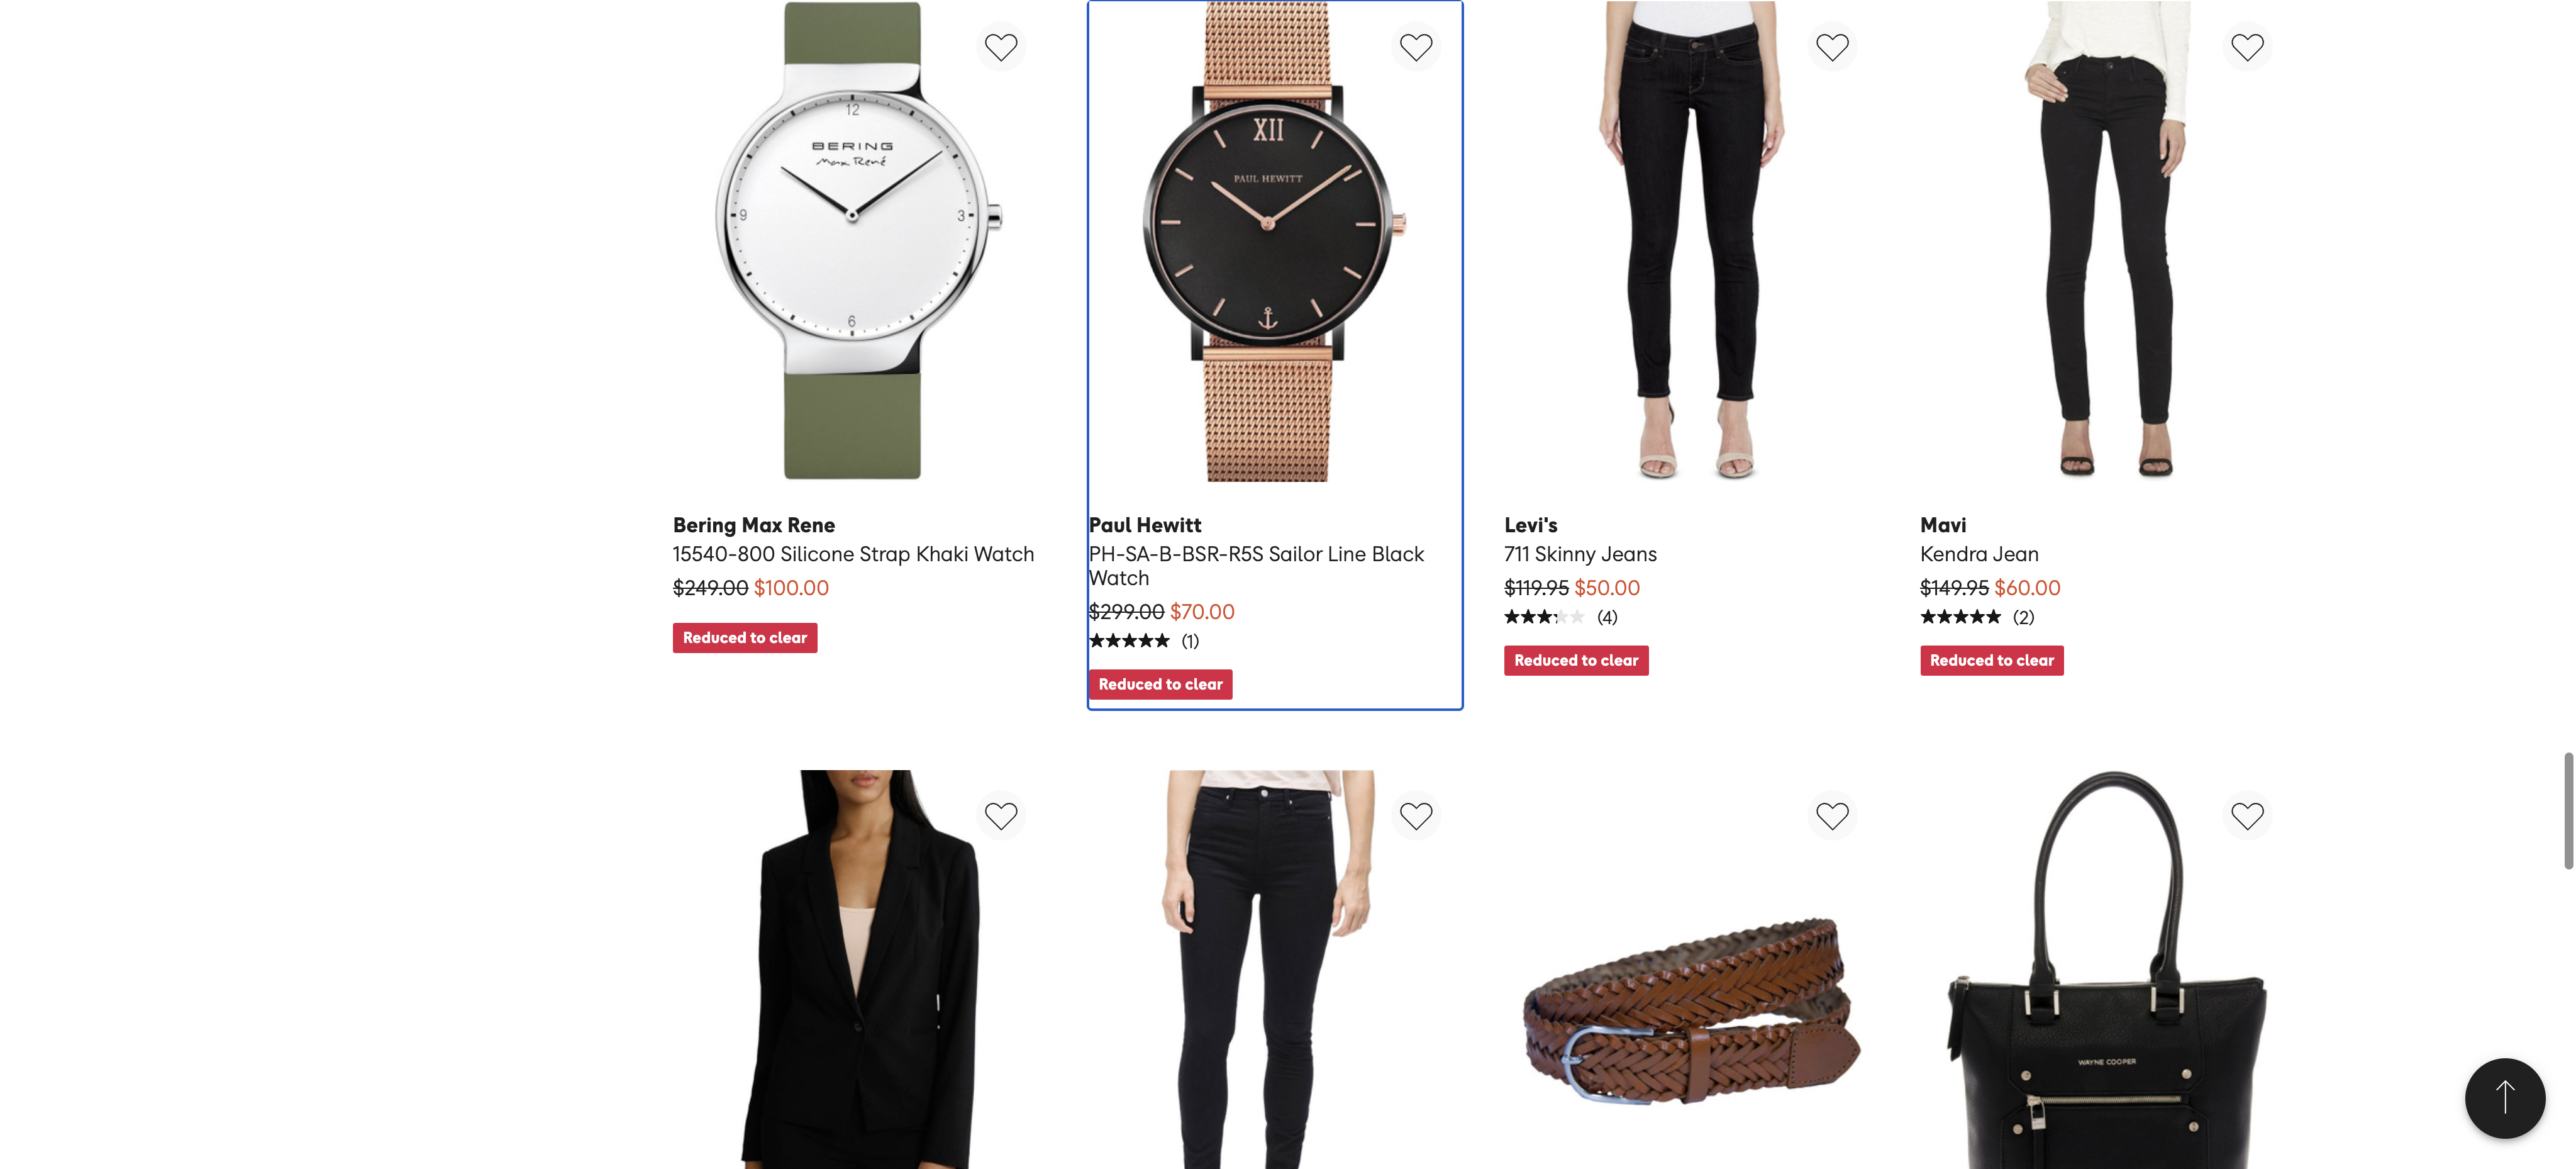 12
BERING
Max René
9
3
6
XII
PAUL HEWITT
Bering Max Rene
15540-800 Silicone Strap Khaki Watch
$249.00 $100.00
Reduced to clear
Paul Hewitt
PH-SA-B-BSR-R5S Sailor Line Black
Watch
$299.00 $70.00
(1)
Reduced to clear
Levi's
711 Skinny Jeans
$119.95 $50.00
(4)
Reduced to clear
Mavi
Kendra Jean
$149.95 $60.00
(2)
Reduced to clear
WAYNE COOPER